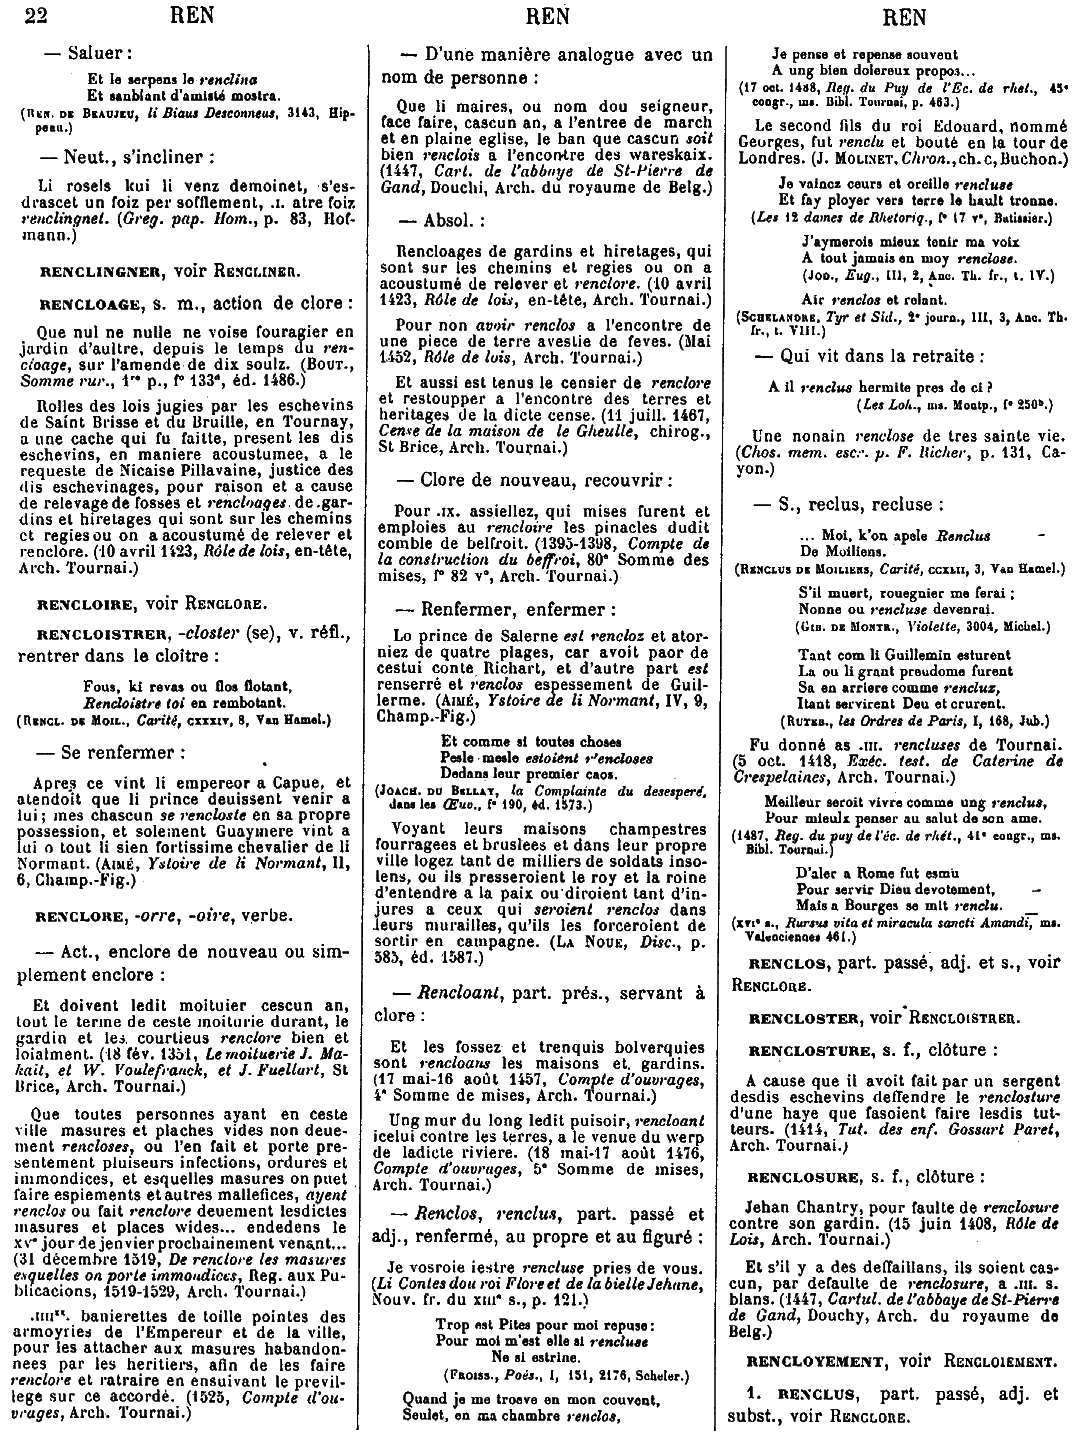 22 REN
REN
REN
— Saluer :
Et le serpens le renclina
Et sanblant d'amisté mostra.
(REN. DE BEAUJEU, li Biaus Desconneus, 3143, Hip-
peau.)
— Neut., s'incliner :
Li rosels kui li venz demoinet, s'es-
drascet un foiz per sofflement, .I. atre foiz
renclingnet. (Greg. pap. Hom., p. 83, Hof-
mann.)
RENCLINGNER, voir RENCLINER.
RENCLOAGE, s. m., action de clore :
Que nul ne nulle ne voise fouragier en
jardin d'aultre, depuis le temps du ren-
cloage, sur l'amende de dix soulz. (BOUT.,
Somme rur., 1re p., f° 133a, éd. 1486.)
Rolles des lois jugies par les eschevins
de Saint Brisse et du Bruille, en Tournay,
a une cache qui fu faitte, present les dis
eschevins, en maniere acoustumee, a le
requeste de Nicaise Pillavaine, justice des
dis eschevinages, pour raison et a cause
de relevage de fosses et rencloages de gar-
dins et hiretages qui sont sur les chemins
et regies ou on a acoustumé de relever et
renclore. (10 avril 1423, Rôle de lois, en-tête,
Arch. Tournai.)
RENCLOIRE, voir RENCLORE.
RENCLOISTRER, -closter (se), v. réfl.,
rentrer dans le cloître :
Fous, ki revas ou flos flotant,
Rencloistre toi en rembotant.
(RENCL. DE MOIL., Carité, CXXXIV, 8, Van Hamel.)
— Se renfermer :
Apres ce vint li empereor a Capue, et
atendoit que li prince deuissent venir a
lui ; mes chascun se rencloste en sa propre
possession, et solement Guaymere vint a
lui o tout li sien fortissime chevalier de li
Normant. (AIMÉ, Ystoire de li Normant, II,
6, Champ.-Fig.)
RENCLORE, -orre, -oire, verbe.
— Act., enclore de nouveau ou sim-
plement enclore :
Et doivent ledit moituier cescun an,
tout le terme de ceste moiturie durant, le
gardin et les courtieus renclore bien et
loialment. (18 fév. 1351, Le moituerie J. Ma-
kait, et W. Voulefranck, et J. Fuellart, St
Brice, Arch. Tournai.)
Que toutes personnes ayant en ceste
ville masures et plaches vides non deue-
ment rencloses, ou l'en fait et porte pre-
sentement pluiseurs infections, ordures et
immondices, et esquelles masures on puet
faire espiements et autres mallefices, ayent
renclos ou fait renclore deuement lesdictes
masures et places wides... endedens le
XVe jour de jenvier prochainement venant...
(31 décembre 1519, De renclore les masures
esquelles on porte immondices, Reg. aux Pu-
blicacions, 1519-1529, Arch. Tournai.)
.IIIIxx. banierettes de toille pointes des
armoyries de l'Empereur et de la ville,
pour les attacher aux masures habandon-
nees par les heritiers, afin de les faire
renclore et ratraire en ensuivant le previl-
lege sur ce accordé. (1525, Compte d'ou-
vrages, Arch. Tournai.)
— D'une manière analogue avec un
nom de personne :
Que li maires, ou nom dou seigneur,
face faire, cascun an, a l'entree de march
et en plaine eglise, le ban que cascun soit
bien renclois a l'encontre des wareskaix.
(1447, Cart. de l'abbaye de St-Pierre de
Gand, Douchi, Arch. du royaume de Belg.)
— Absol. :
Rencloages de gardins et hiretages, qui
sont sur les chemins et regies ou on a
acoustumé de relever et renclore. (10 avril
1423, Rôle de lois, en-tête, Arch. Tournai.)
Pour non avoir renclos a l'encontre de
une piece de terre avestie de feves. (Mai
1452, Rôle de lois, Arch. Tournai.)
Et aussi est tenus le censier de renclore
et restoupper a l'encontre des terres et
heritages de la dicte cense. (11 juill. 1467,
Cense de la maison de le Gheulle, chirog.,
St Brice, Arch. Tournai.)
— Clore de nouveau, recouvrir :
Pour .IX. assiellez, qui mises furent et
emploies au rencloire les pinacles dudit
comble de belfroit. (1395-1398, Compte de
la construction du beffroi, 80e Somme des
mises, f° 82 v°, Arch. Tournai.)
— Renfermer, enfermer :
Lo prince de Salerne est rencloz et ator-
niez de quatre plages, car avoit paor de
cestui conte Richart, et d'autre part est
renserré et renclos espessement de Guil-
lerme. (AIMÉ, Ystoire de li Normant, IV, 9,
Champ.-Fig.)
Et comme si toutes choses
Pesle mesle estoient r'encloses
Dedans leur premier caos.
(JOACH. DU BELLAY, la Complainte du desesperé,
dans les Œuv., f° 190, éd. 1573.)
Voyant leurs maisons champestres
fourragees et bruslees et dans leur propre
ville logez tant de milliers de soldats inso-
lens, ou ils presseroient le roy et la roine
d'entendre a la paix ou diroient tant d'in-
jures a ceux qui seroient renclos dans
leurs murailles, qu'ils les forceroient de
sortir en campagne. (LA NOUE, Disc., p.
585, éd. 1587.)
— Rencloant, part. prés., servant à
clore :
Et les fossez et trenquis bolverquies
sont rencloans les maisons et gardins.
(17 mai-16 août 1457, Compte d'ouvrages,
4e Somme de mises, Arch. Tournai.)
Ung mur du long ledit puisoir, rencloant
icelui contre les terres, a le venue du werp
de ladicte riviere. (18 mai-17 août 1476,
Compte d'ouvrages, 5e Somme de mises,
Arch. Tournai.)
— Renclos, renclus, part. passé et
adj., renfermé, au propre et au figuré :
Je vosroie iestre rencluse pries de vous.
(Li Contes dou roi Flore et de la bielle Jehane,
Nouv. fr. du XIIIe s., p. 121.)
Trop est Pites pour moi repuse :
Pour moi m'est elle si rencluse
Ne si estrine.
(FROISS., Poés., I, 151, 2176, Scheler.)
Quand je me troeve en mon couvent,
Seulet, en ma chambre renclos,
Je pense et repense souvent
A ung bien dolereux propos...
(17 oct. 1488, Reg. du Puy de l'Ec. de rhet., 45e
congr., ms. Bibl. Tournai, p. 463.)
Le second fils du roi Edouard, nommé
Georges, fut renclu et bouté en la tour de
Londres. (J. MOLINET, Chron., ch. C, Buchon.)
Je vaincz ceurs et oreille rencluse
Et fay ployer vers terre le hault tronne.
(Les 12 dames de Rhetoriq., f° 17 v°, Batissier.)
J'aymerois mieux tenir ma voix
A tout jamais en moy renclose.
(JOD., Eug., III, 2, Anc. Th. fr., t. IV.)
Air renclos et rolant.
(SCHELANDRE, Tyr et Sid., 2e journ., III, 3, Anc. Th.
fr., t. VIII.)
— Qui vit dans la retraite :
A il renclus hermite pres de ci ?
(Les Loh., ms. Montp., f° 250b.)
Une nonain renclose de tres sainte vie.
(Chos. mem. escr. p. F. Richer, p. 131, Ca-
yon.)
— S., reclus, recluse :
... Moi, k'on apele Renclus
De Moiliens.
(RENCLUS DE MOILIENS, Carité, CCXLII, 3, Van Hamel.)
S'il muert, rouegnier me ferai ;
Nonne ou rencluse devenrai.
(GIB. DE MONTR., Violette, 3004, Michel.)
Tant com li Guillemin esturent
La ou li grant preudome furent
Sa en arriere comme renclux,
Itant servirent Deu et crurent.
(RUTEB., les Ordres de Paris, I, 168, Jub.)
Fu donné as .III. rencluses de Tournai.
(5 oct. 1418, Exéc. test. de Caterine de
Crespelaines, Arch. Tournai.)
Meilleur seroit vivre comme ung renclus,
Pour mieulx penser au salut de son ame.
(1487, Reg. du puy de l'éc. de rhét., 41e congr., ms.
Bibl. Tournai.)
D'aler a Rome fut esmu
Pour servir Dieu devotement,
Mais a Bourges se mit renclu.
(XVIe s., Rursus vita et miracula sancti Amandi, ms.
Valenciennes 461.)
RENCLOS, part. passé, adj. et s., voir
RENCLORE.
RENCLOSTER, voir RENCLOISTRER.
RENCLOSTURE, s. f., clôture :
A cause que il avoit fait par un sergent
desdis eschevins deffendre le renclosture
d'une haye que fasoient faire lesdis tut-
teurs. (1414, Tut. des enf. Gossart Paret,
Arch. Tournai.)
RENCLOSURE, s. f., clôture :
Jehan Chantry, pour faulte de renclosure
contre son gardin. (15 juin 1408, Rôle de
Lois, Arch. Tournai.)
Et s'il y a des deffaillans, ils soient cas-
cun, par defaulte de renclosure, a .III. s.
blans. (1447, Cartul. de l'abbaye de St-Pierre
de Gand, Douchy, Arch. du royaume de
Belg.)
RENCLOYEMENT, voir RENCLOIEMENT.
1. RENCLUS, part. passé, adj. et
subst., voir RENCLORE.